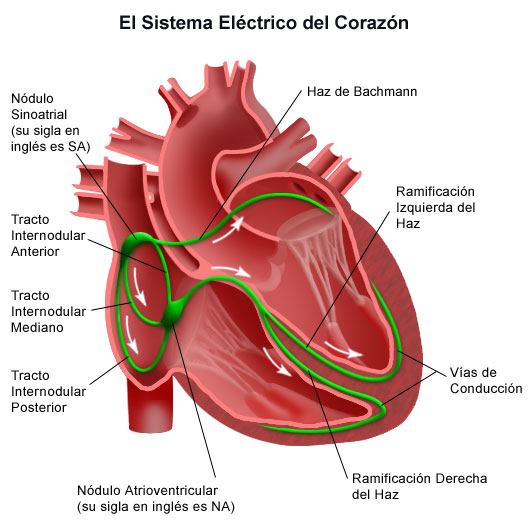 El Sistema Eléctrico del Corazón
Nódulo
Sinoatrial
(su sigla en
inglés es SA)
Haz de Bachmann
Ramificación
Izquierda del
Haz
Tracto
Internodular
Anterior
Tracto
Internodular
Mediano
Tracto
Internodular
Posterior
Vías de
Conducción
Nódulo Atrioventricular
(su sigla en inglés es NA)
Ramificación Derecha
del Haz